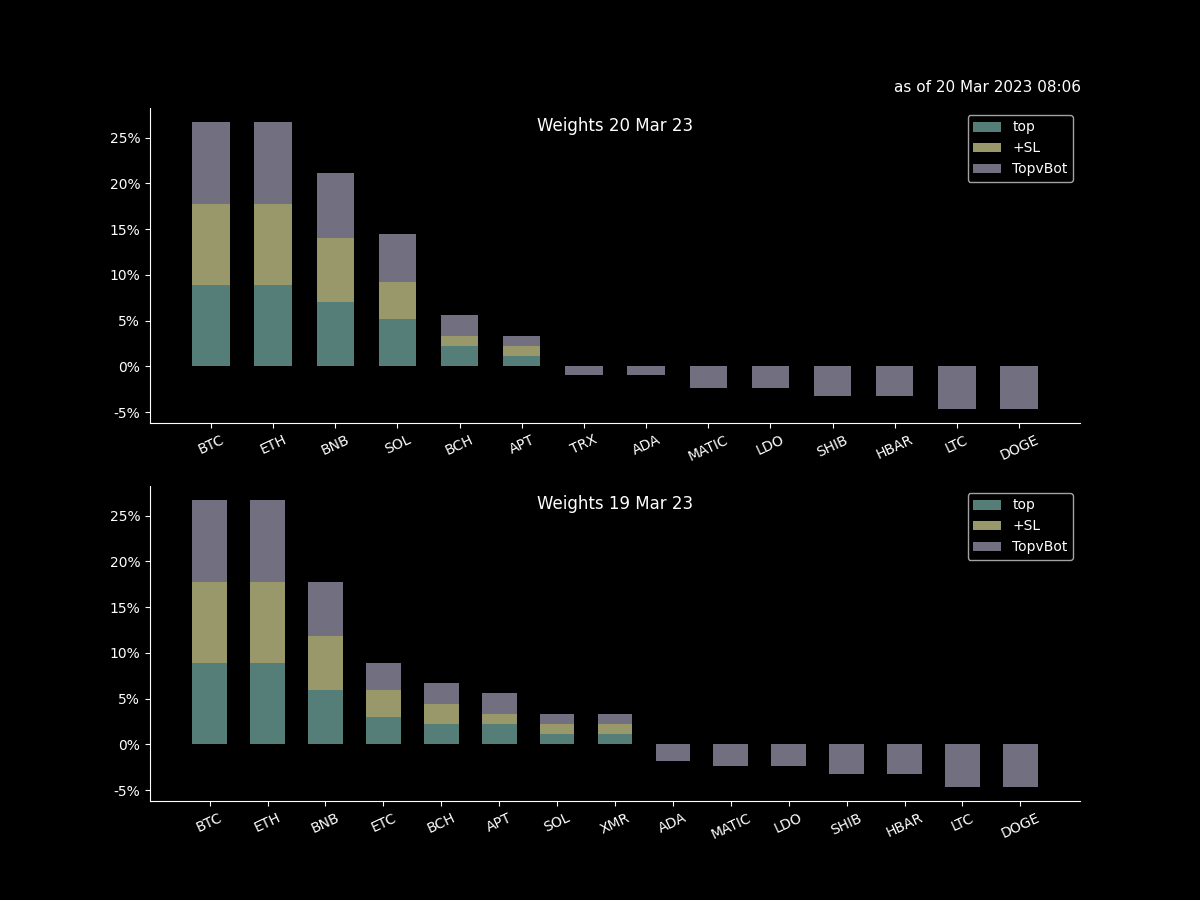 as of 20 Mar 2023 08:06
Weights 20 Mar 23
top
+SL
TopvBot
25%
20%
15%
10%
5%
0%
-5%
BTC ETH BNB SOL BCH APT TRX ADA MATIC LDO SHIB HBAR LTC DOGE
Weights 19 Mar 23
top
+SL
TopvBot
25%
20%
15%
10%
5%
0%
-5%
BTC ETH BNB ETC BCH APT SOL XMR ADA MATIC LDO SHIB HBAR LTC DOGE